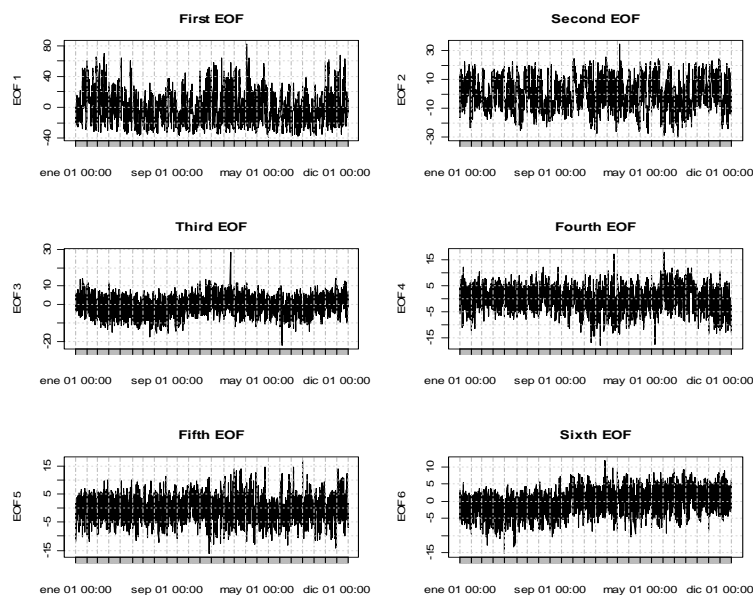 First EOF
EOF 1
80
40
0
-40
ene 01 00:00 sep 01 00:00 may 01 00:00 dic 01 00:00
Second EOF
EOF 2
30
10
-10
-30
ene 01 00:00 sep 01 00:00 may 01 00:00 dic 01 00:00
Third EOF
EOF 3
30
10
0
-20
ene 01 00:00 sep 01 00:00 may 01 00:00 dic 01 00:00
Fourth EOF
EOF 4
15
5
-5
-15
ene 01 00:00 sep 01 00:00 may 01 00:00 dic 01 00:00
Fifth EOF
EOF 5
15
5
-5
-15
ene 01 00:00 sep 01 00:00 may 01 00:00 dic 01 00:00
Sixth EOF
EOF 6
10
5
0
-5
-15
ene 01 00:00 sep 01 00:00 may 01 00:00 dic 01 00:00